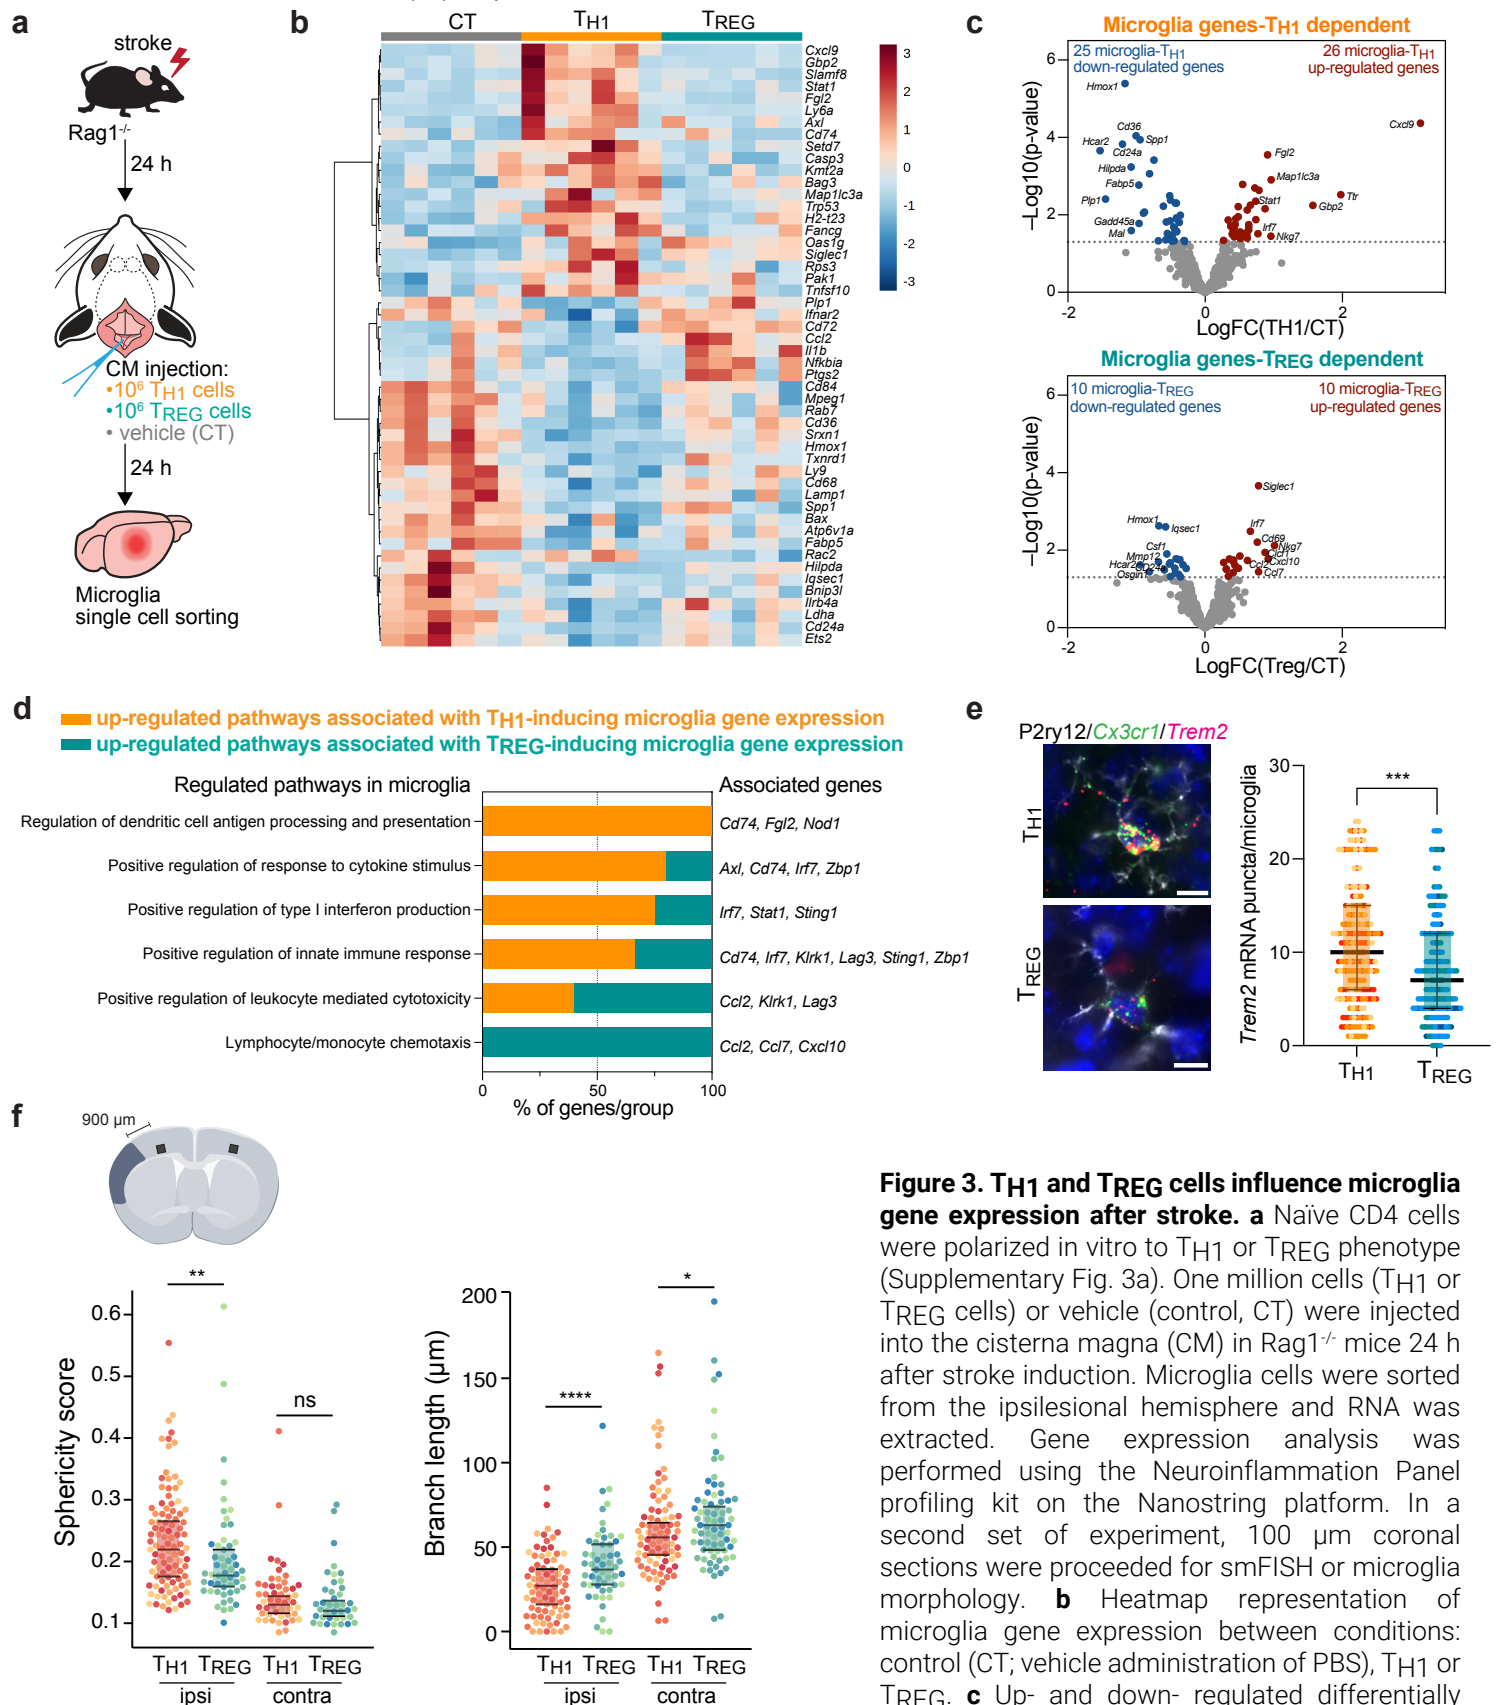 a
stroke
Rag1-/-
24 h
CM injection:
•10⁶ TH1 cells
•10⁶ TREG cells
• vehicle (CT)
24 h
Microglia
single cell sorting
b
CT TH1 TREG
Cxcl9
Gbp2
Slamf8
Stat1
Fgl2
Ly6a
Axl
Cd74
Setd7
Casp3
Kmt2a
Bag3
Map1lc3a
Trp53
H2-t23
Fancg
Oas1g
Siglec1
Rps3
Pak1
Tnfsf10
Plp1
Ifnar2
Cd72
Ccl2
Il1b
Nfkbia
Ptgs2
Cd84
Mpeg1
Rab7
Cd36
Srxn1
Hmox1
Txnrd1
Ly9
Cd68
Lamp1
Spp1
Bax
Atp6v1a
Fabp5
Rac2
Hilpda
Iqsec1
Bnip3l
Ilrb4a
Ldha
Cd24a
Ets2
3
2
1
0
-1
-2
-3
c
Microglia genes-TH1 dependent
25 microglia-TH1
down-regulated genes
26 microglia-TH1
up-regulated genes
–Log10(p-value)
6
4
2
0
Hmox1
Cd36
Spp1
Hcar2
Cd24a
Hilpda
Fabp5
Plp1
Gadd45a
Mal
Cxcl9
Fgl2
Map1lc3a
Ttr
Gbp2
Stat1
Irf7
Nkg7
-2 0 2
LogFC(TH1/CT)
Microglia genes-TREG dependent
10 microglia-TREG
down-regulated genes
10 microglia-TREG
up-regulated genes
–Log10(p-value)
6
4
2
0
Siglec1
Hmox1
Iqsec1
Irf7
Cd69
Nkg7
Csf1
Clcf1
Mmp12
Cxcl10
Hcar2
Cd24a
Ccl2
Osgin1
Ccl7
-2 0 2
LogFC(Treg/CT)
d
up-regulated pathways associated with TH1-inducing microglia gene expression
up-regulated pathways associated with TREG-inducing microglia gene expression
Regulated pathways in microglia Associated genes
Regulation of dendritic cell antigen processing and presentation Cd74, Fgl2, Nod1
Positive regulation of response to cytokine stimulus Axl, Cd74, Irf7, Zbp1
Positive regulation of type I interferon production Irf7, Stat1, Sting1
Positive regulation of innate immune response Cd74, Irf7, Klrk1, Lag3, Sting1, Zbp1
Positive regulation of leukocyte mediated cytotoxicity Ccl2, Klrk1, Lag3
Lymphocyte/monocyte chemotaxis Ccl2, Ccl7, Cxcl10
0 50 100
% of genes/group
e
P2ry12/Cx3cr1/Trem2
TH1
TREG
Trem2 mRNA puncta/microglia
30
20
10
0
***
TH1 TREG
f
900 µm
Sphericity score
0.6
0.5
0.4
0.3
0.2
0.1
**
ns
TH1 TREG TH1 TREG
ipsi contra
Branch length (µm)
200
150
100
50
0
****
*
TH1 TREG TH1 TREG
ipsi contra
Figure 3. TH1 and TREG cells influence microglia
gene expression after stroke. a Naïve CD4 cells
were polarized in vitro to TH1 or TREG phenotype
(Supplementary Fig. 3a). One million cells (TH1 or
TREG cells) or vehicle (control, CT) were injected
into the cisterna magna (CM) in Rag1-/- mice 24 h
after stroke induction. Microglia cells were sorted
from the ipsilesional hemisphere and RNA was
extracted. Gene expression analysis was
performed using the Neuroinflammation Panel
profiling kit on the Nanostring platform. In a
second set of experiment, 100 µm coronal
sections were proceeded for smFISH or microglia
morphology. b Heatmap representation of
microglia gene expression between conditions:
control (CT; vehicle administration of PBS), TH1 or
TREG. c Up- and down- regulated differentially